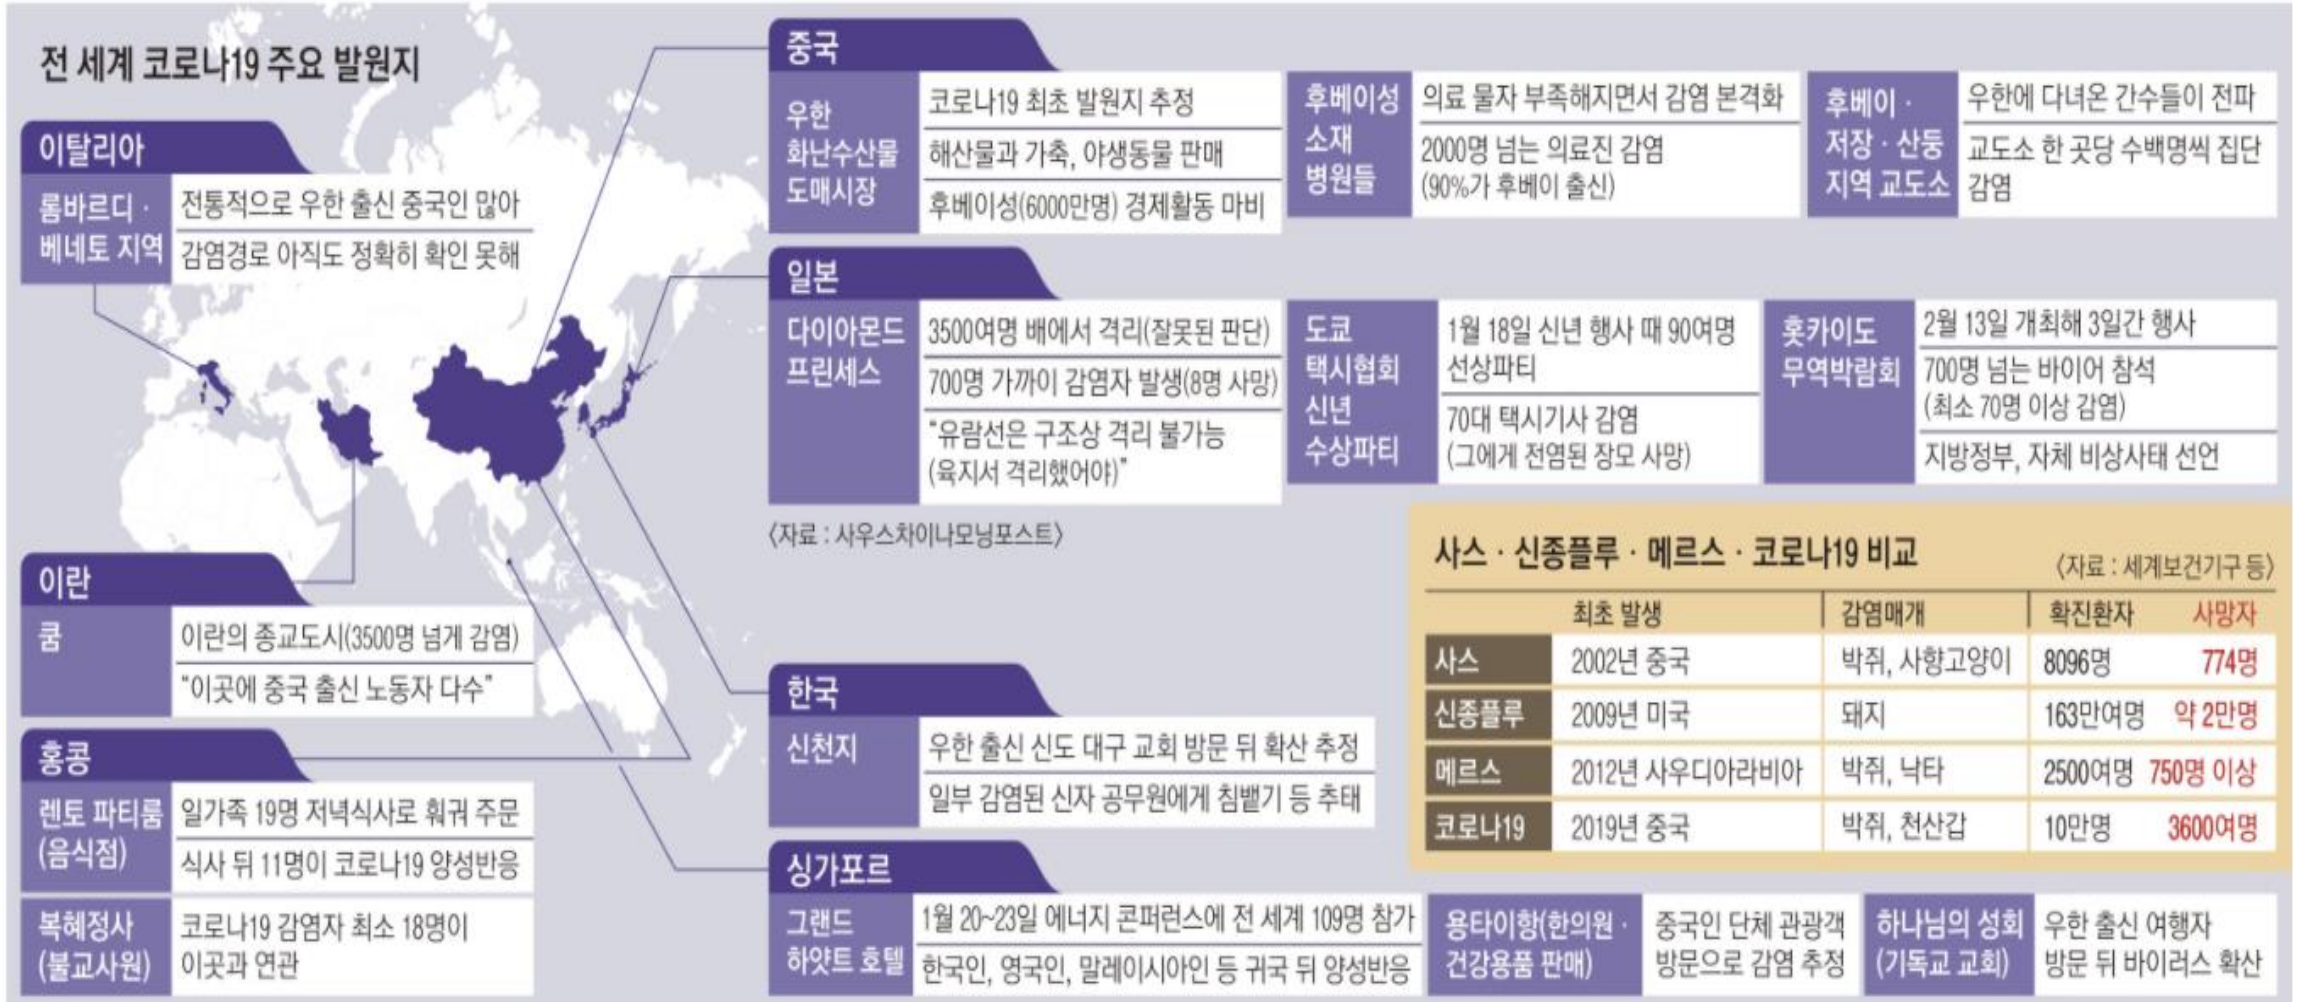 전 세계 코로나19 주요 발원지
이탈리아
롬바르디 ·
베네토 지역
전통적으로 우한 출신 중국인 많아
감염경로 아직도 정확히 확인 못해
이란
쿰
이란의 종교도시(3500명 넘게 감염)
“이곳에 중국 출신 노동자 다수”
홍콩
렌토 파티룸
(음식점)
일가족 19명 저녁식사로 훠궈 주문
식사 뒤 11명이 코로나19 양성반응
복혜정사
(불교사원)
코로나19 감염자 최소 18명이
이곳과 연관
중국
우한
화난수산물
도매시장
코로나19 최초 발원지 추정
해산물과 가축, 야생동물 판매
후베이성(6000만명) 경제활동 마비
후베이성
소재
병원들
의료 물자 부족해지면서 감염 본격화
2000명 넘는 의료진 감염
(90%가 후베이 출신)
후베이 ·
저장 · 산둥
지역 교도소
우한에 다녀온 간수들이 전파
교도소 한 곳당 수백명씩 집단
감염
일본
다이아몬드
프린세스
3500여명 배에서 격리(잘못된 판단)
700명 가까이 감염자 발생(8명 사망)
“유람선은 구조상 격리 불가능
(육지서 격리했어야)”
도쿄
택시협회
신년
수상파티
1월 18일 신년 행사 때 90여명
선상파티
70대 택시기사 감염
(그에게 전염된 장모 사망)
홋카이도
무역박람회
2월 13일 개최해 3일간 행사
700명 넘는 바이어 참석
(최소 70명 이상 감염)
지방정부, 자체 비상사태 선언
〈자료 : 사우스차이나모닝포스트〉
한국
신천지
우한 출신 신도 대구 교회 방문 뒤 확산 추정
일부 감염된 신자 공무원에게 침뱉기 등 추태
싱가포르
그랜드
하얏트 호텔
1월 20~23일 에너지 콘퍼런스에 전 세계 109명 참가
한국인, 영국인, 말레이시아인 등 귀국 뒤 양성반응
용타이항(한의원 ·
건강용품 판매)
중국인 단체 관광객
방문으로 감염 추정
하나님의 성회
(기독교 교회)
우한 출신 여행자
방문 뒤 바이러스 확산
사스 · 신종플루 · 메르스 · 코로나19 비교
〈자료 : 세계보건기구 등〉
최초 발생 감염매개 확진환자 사망자
사스 2002년 중국 박쥐, 사향고양이 8096명 774명
신종플루 2009년 미국 돼지 163만여명 약 2만명
메르스 2012년 사우디아라비아 박쥐, 낙타 2500여명 750명 이상
코로나19 2019년 중국 박쥐, 천산갑 10만명 3600여명